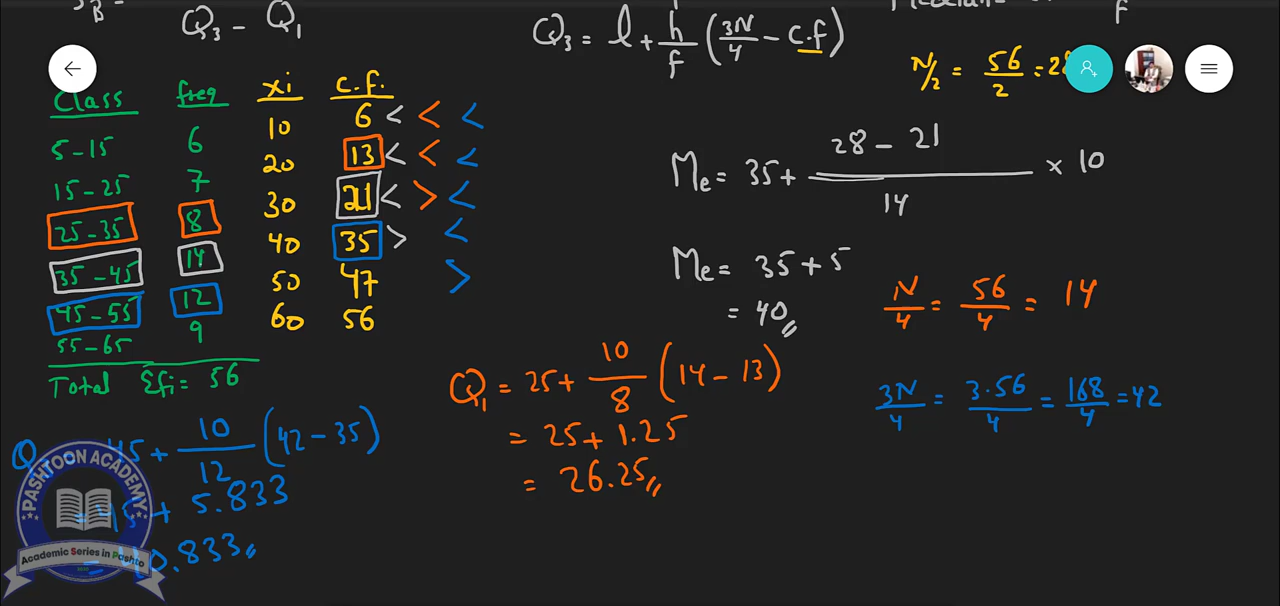 Q₃ − Q₁
Q₃ = l + h/f (3N/4 − c.f)
N/2 = 56/2 =
Class freq xi c.f.
5-15 6 10 6 < < <
15-25 7 20 13 < < <
25-35 8 30 21 < > <
35-45 14 40 35 > <
45-55 12 50 47 >
55-65 9 60 56
Total Σfi = 56
Me = 35 + (28 − 21)/14 × 10
Me = 35 + 5
= 40
N/4 = 56/4 = 14
Q₁ = 25 + 10/8 (14 − 13)
= 25 + 1.25
= 26.25
3N/4 = 3·56/4 = 168/4 = 42
45 + 10/12 (42 − 35)
= 45 + 5.833
PASHTOON ACADEMY
Academic Series in Pashto